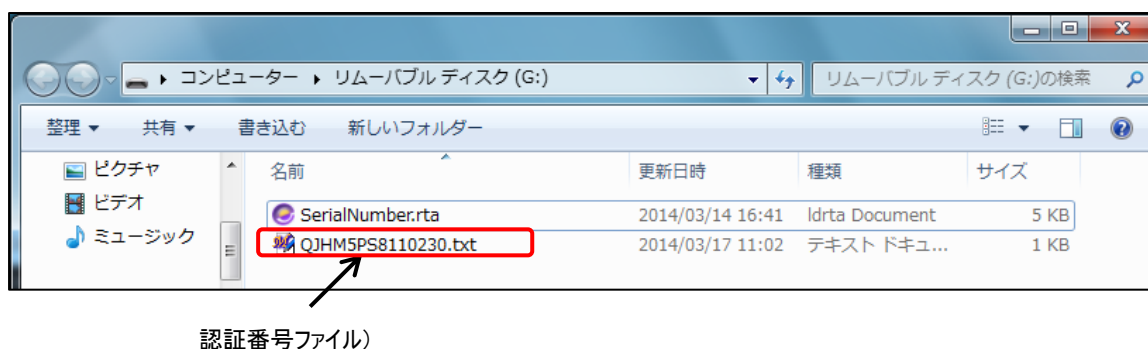 コンピューター ▸ リムーバブル ディスク (G:)
リムーバブル ディスク (G:)の検索
整理 共有 書き込む 新しいフォルダー
ピクチャ
ビデオ
ミュージック
名前 更新日時 種類 サイズ
SerialNumber.rta 2014/03/14 16:41 ldrta Document 5 KB
QJHM5PS8110230.txt 2014/03/17 11:02 テキスト ドキュ... 1 KB
認証番号ファイル）